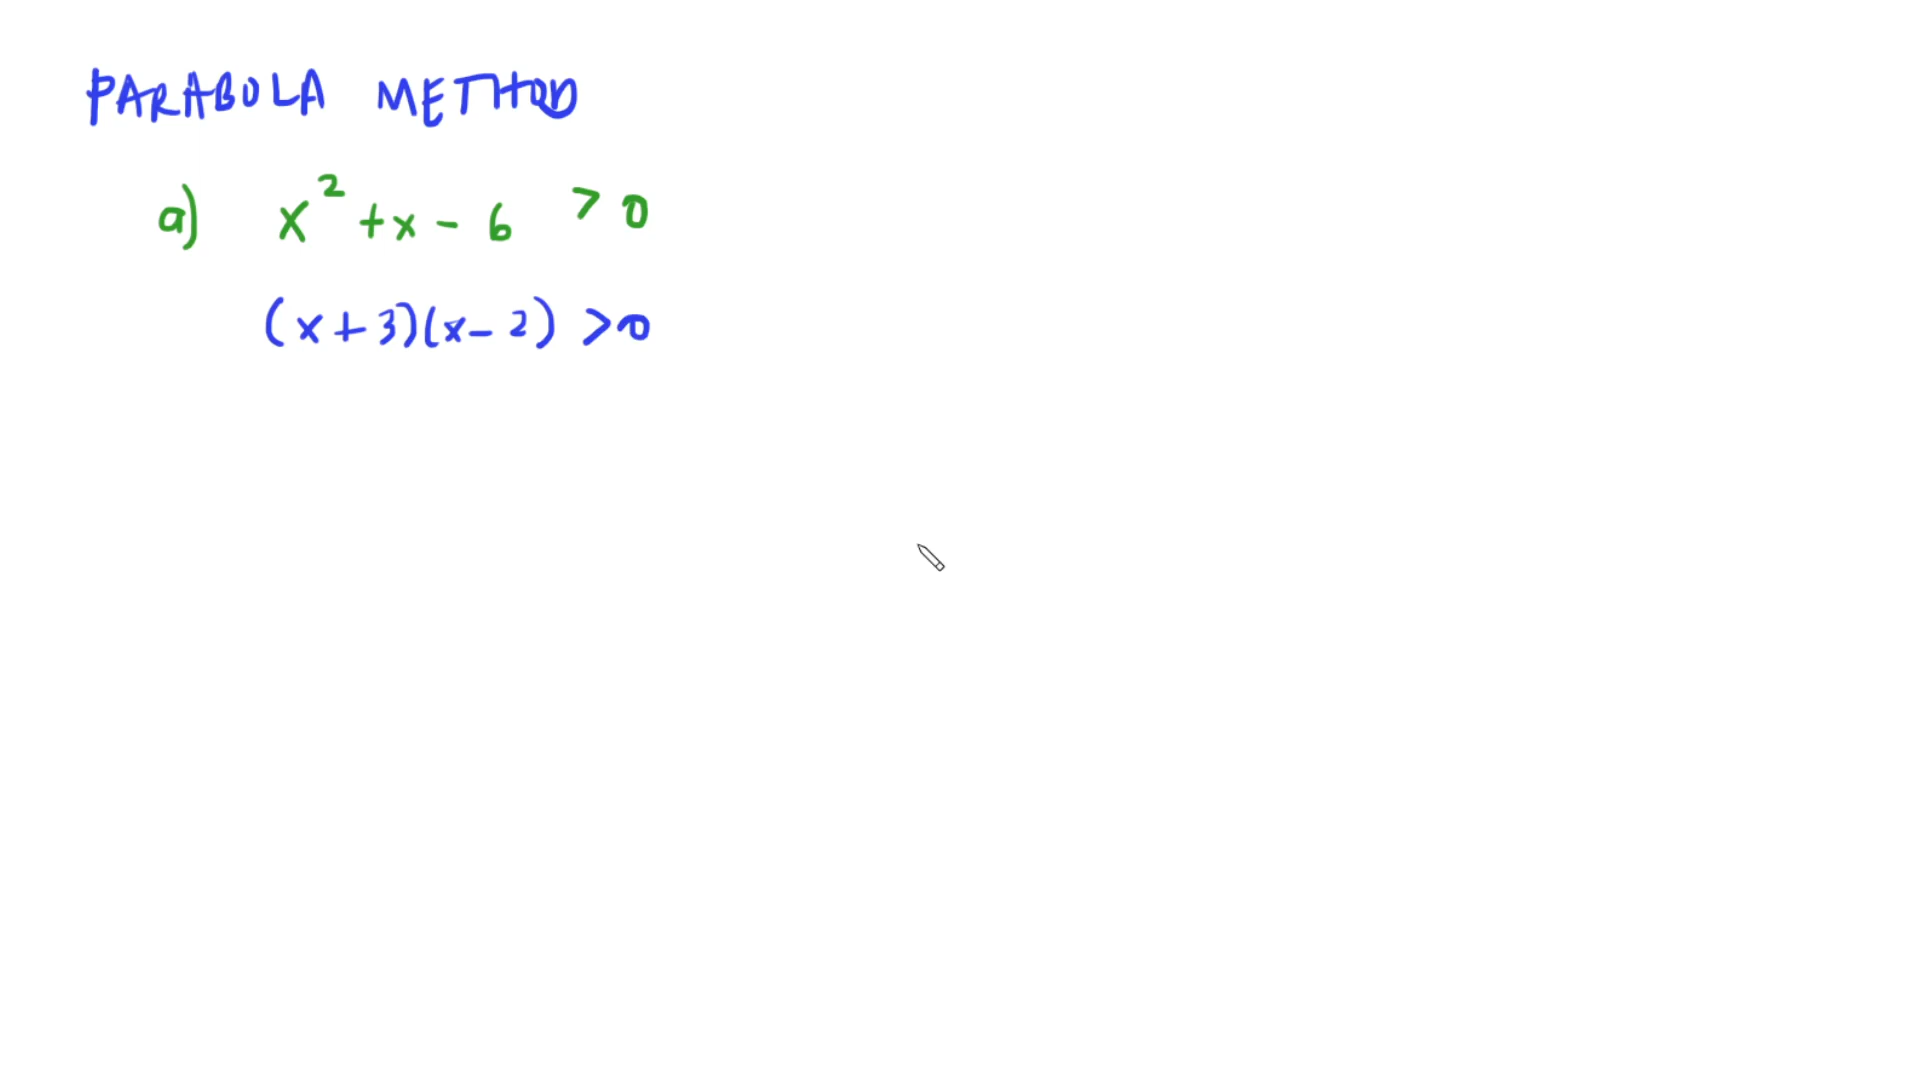 PARABOLA METHOD
a) x² + x - 6 > 0
(x + 3)(x - 2) > 0